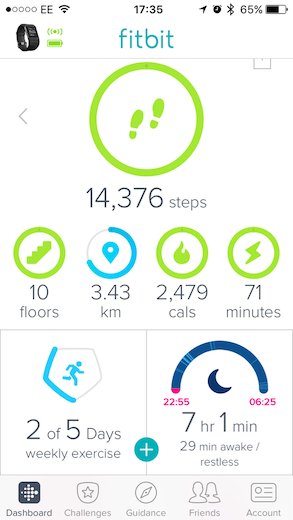 EE 17:35 65%
fitbit
14,376 steps
10 3.43 2,479 71
floors km cals minutes
22:55 06:25
2 of 5 Days
weekly exercise
7 hr 1 min
29 min awake /
restless
Dashboard Challenges Guidance Friends Account